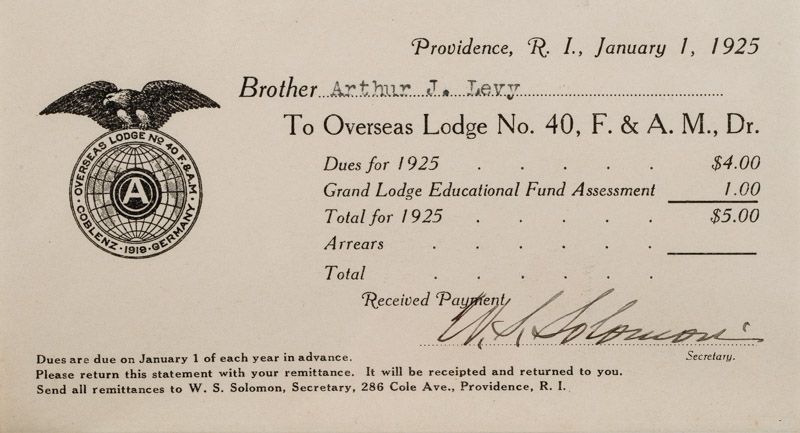 Providence, R. I., January 1, 1925
Brother Arthur J. Levy
To Overseas Lodge No. 40, F. & A. M., Dr.
Dues for 1925 . . . . . $4.00
Grand Lodge Educational Fund Assessment 1.00
Total for 1925 . . . . . $5.00
Arrears . . . . . .
Total . . . . . .
Received Payment
W. S. Solomon
Secretary.
OVERSEAS LODGE No 40 F. & A. M.
COBLENZ · 1918 · GERMANY
A
Dues are due on January 1 of each year in advance.
Please return this statement with your remittance. It will be receipted and returned to you.
Send all remittances to W. S. Solomon, Secretary, 286 Cole Ave., Providence, R. I.